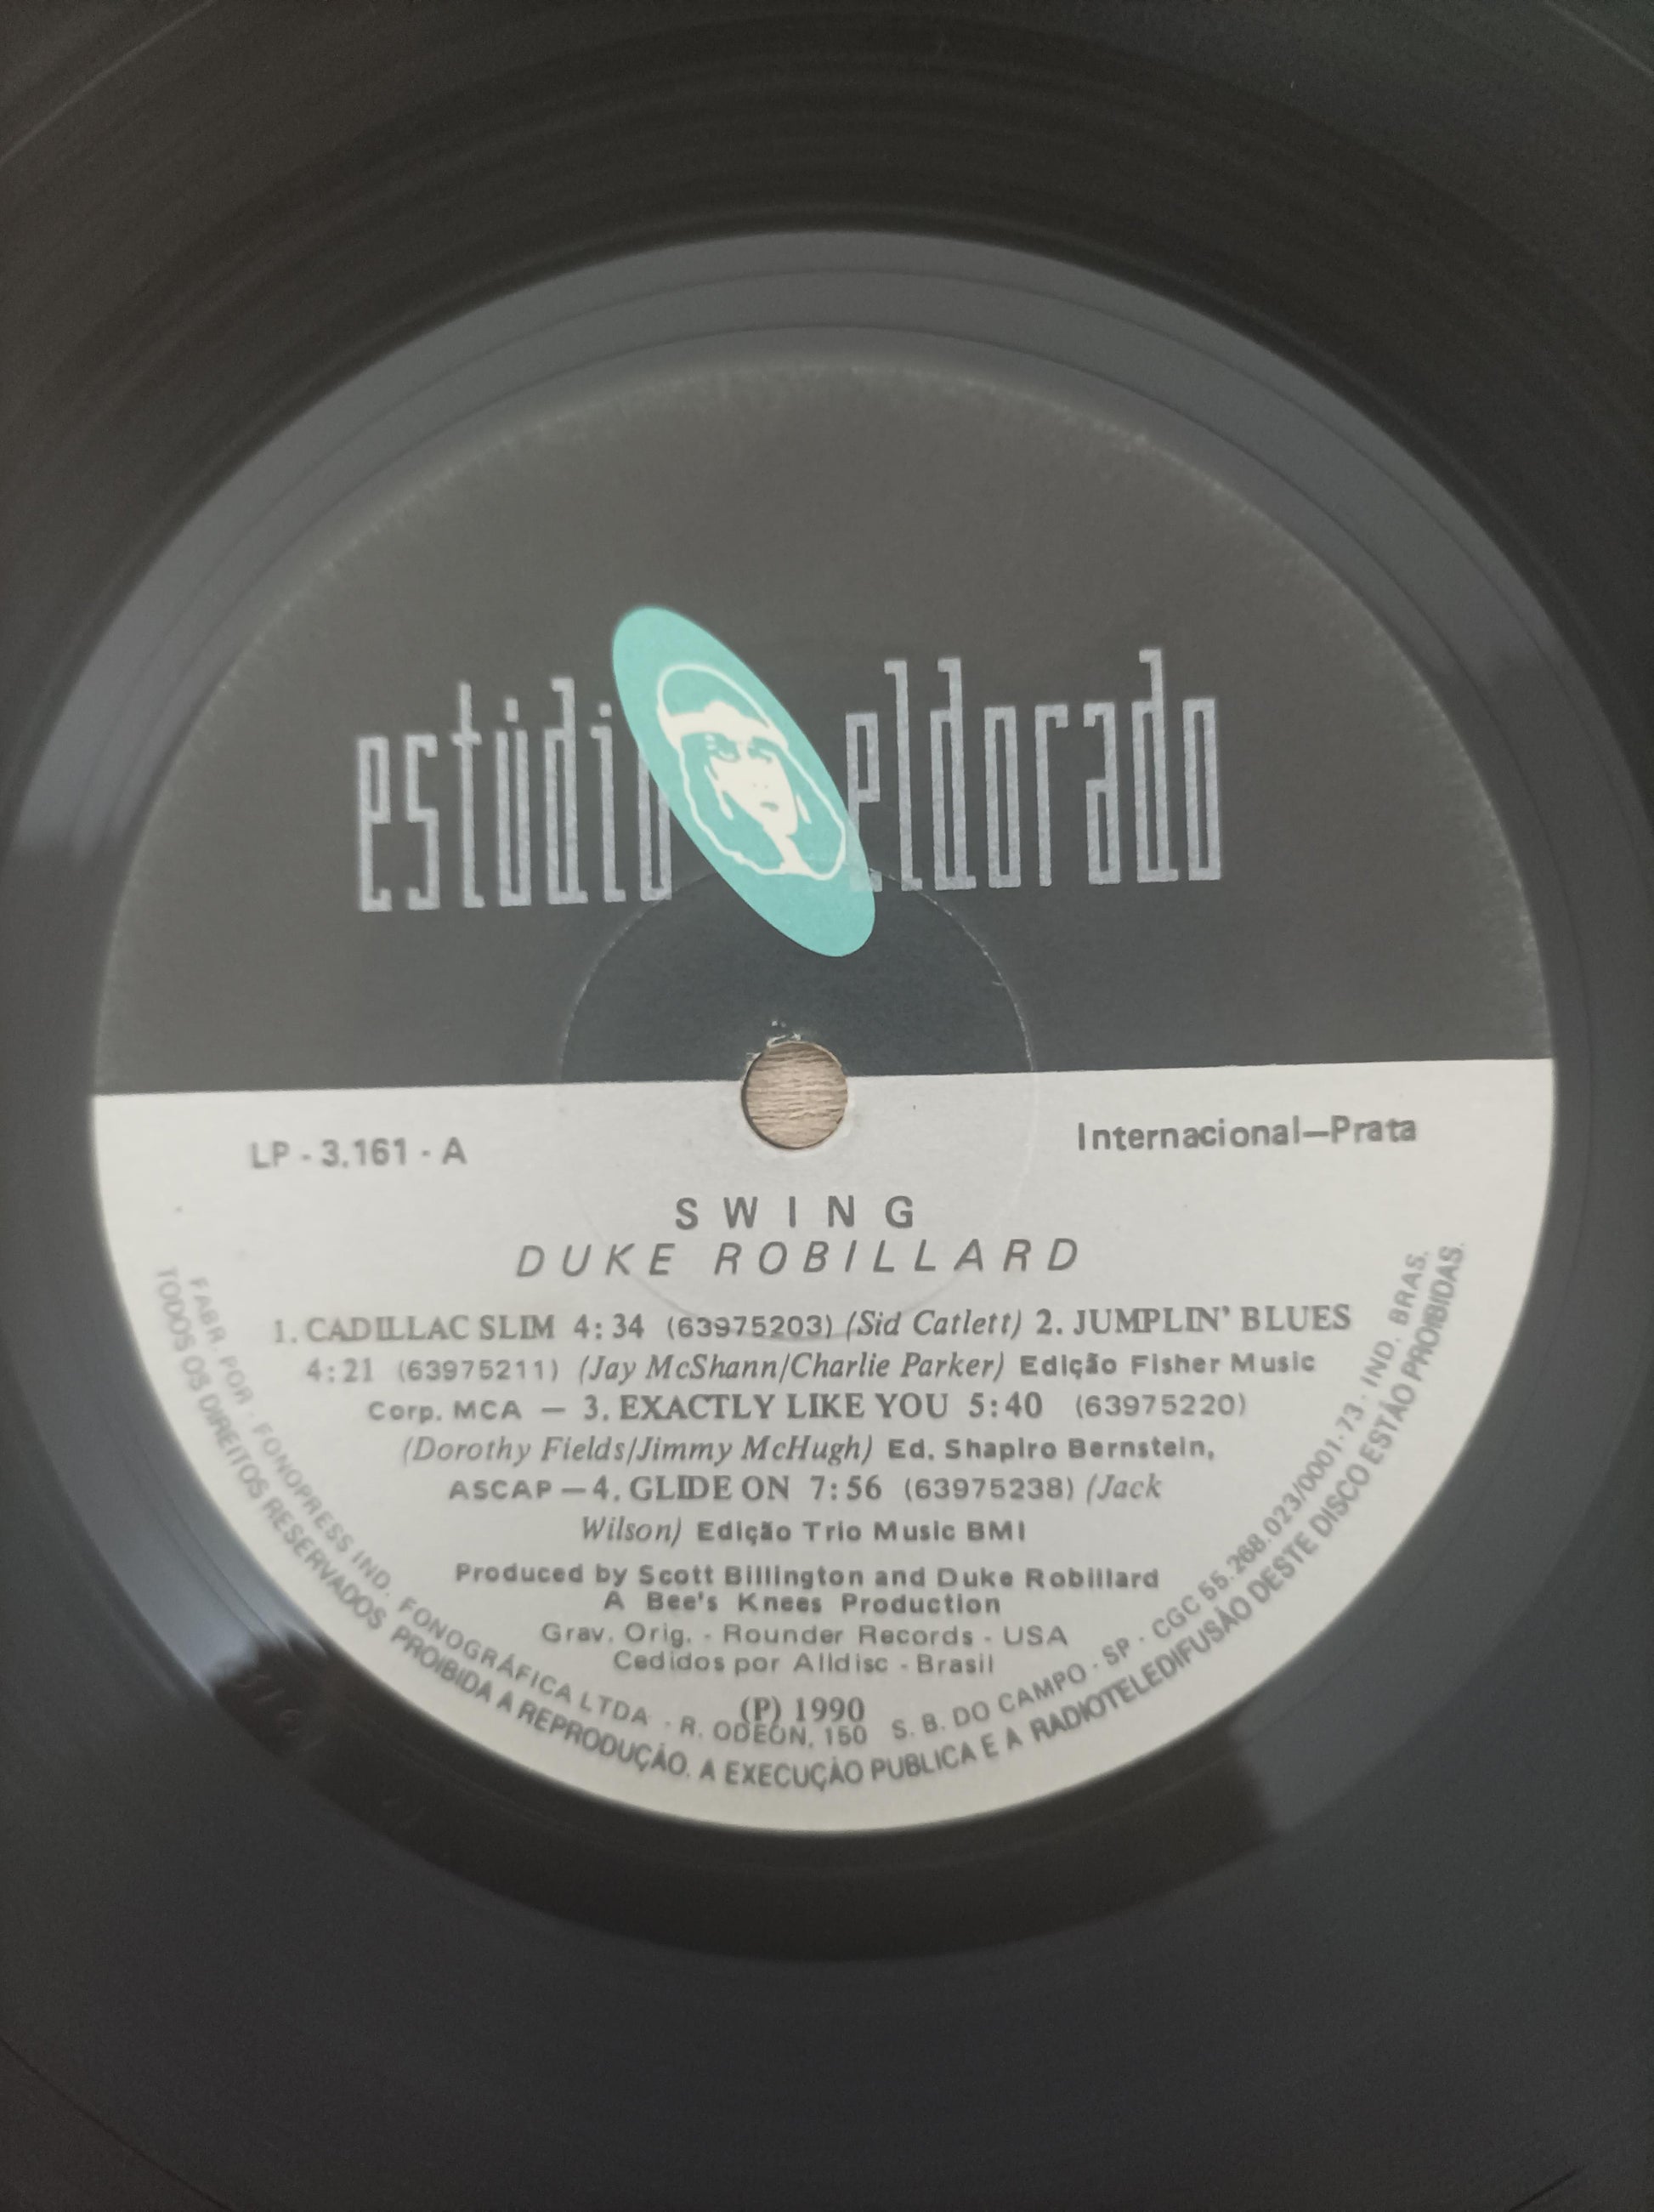 estúdio eldorado
LP - 3.161 - A
Internacional—Prata
SWING
DUKE ROBILLARD
1. CADILLAC SLIM 4:34 (63975203) (Sid Catlett) 2. JUMPLIN' BLUES
4:21 (63975211) (Jay McShann/Charlie Parker) Edição Fisher Music
Corp. MCA — 3. EXACTLY LIKE YOU 5:40 (63975220)
(Dorothy Fields/Jimmy McHugh) Ed. Shapiro Bernstein,
ASCAP — 4. GLIDE ON 7:56 (63975238) (Jack
Wilson) Edição Trio Music BMI
Produced by Scott Billington and Duke Robillard
A Bee's Knees Production
Grav. Orig. - Rounder Records - USA
Cedidos por Alldisc - Brasil
(P) 1990
FABR. POR - FONOPRESS IND. FONOGRÁFICA LTDA - R. ODEON, 150 S. B. DO CAMPO - SP - CGC 55.268.023/0001-73 - IND. BRAS.
TODOS OS DIREITOS RESERVADOS PROIBIDA A REPRODUÇÃO, A EXECUÇÃO PUBLICA E A RADIOTELEDIFUSÃO DESTE DISCO ESTÃO PROIBIDAS.